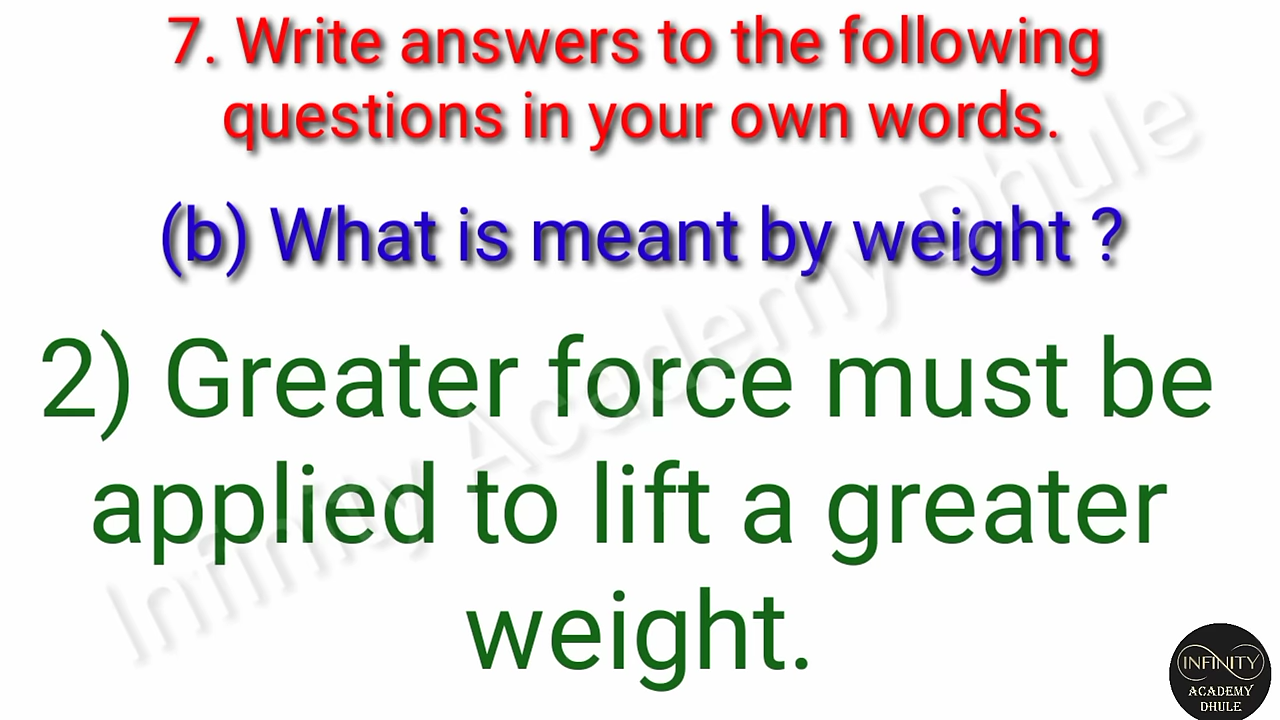 7. Write answers to the following
questions in your own words.
(b) What is meant by weight ?
2) Greater force must be
applied to lift a greater
weight.
Infinity Academy Dhule
INFINITY
ACADEMY
DHULE